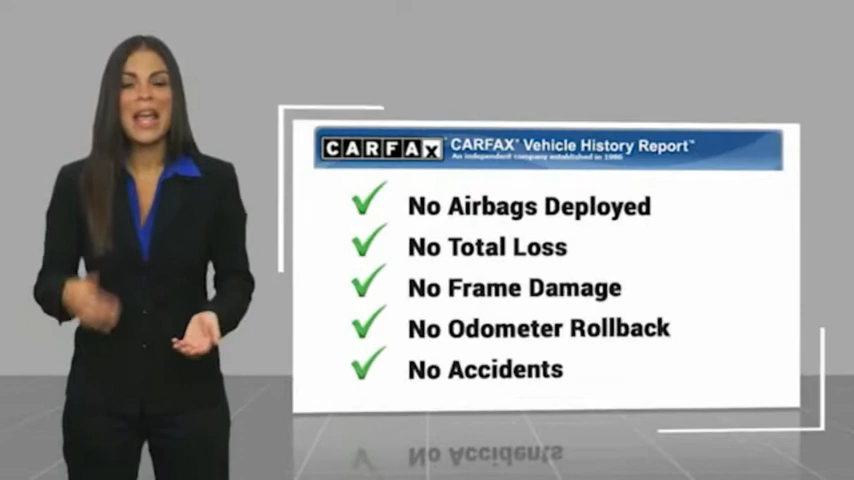 CARFAX CARFAX® Vehicle History Report™
An independent company established in 1986
No Airbags Deployed
No Total Loss
No Frame Damage
No Odometer Rollback
No Accidents
No Accidents